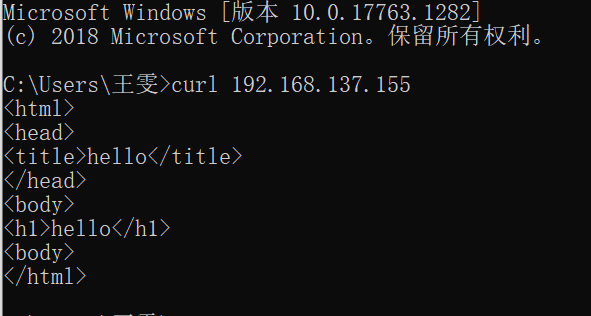 Microsoft Windows [版本 10.0.17763.1282]
(c) 2018 Microsoft Corporation。保留所有权利。
C:\Users\王雯>curl 192.168.137.155
<html>
<head>
<title>hello</title>
</head>
<body>
<h1>hello</h1>
<body>
</html>